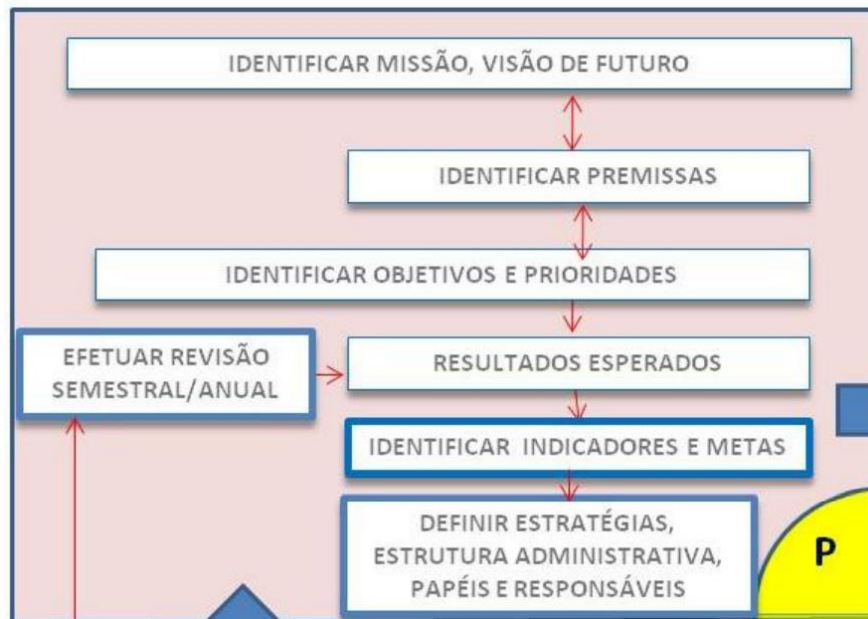 IDENTIFICAR MISSÃO, VISÃO DE FUTURO
IDENTIFICAR PREMISSAS
IDENTIFICAR OBJETIVOS E PRIORIDADES
EFETUAR REVISÃO
SEMESTRAL/ANUAL
RESULTADOS ESPERADOS
IDENTIFICAR INDICADORES E METAS
DEFINIR ESTRATÉGIAS,
ESTRUTURA ADMINISTRATIVA,
PAPÉIS E RESPONSÁVEIS
P